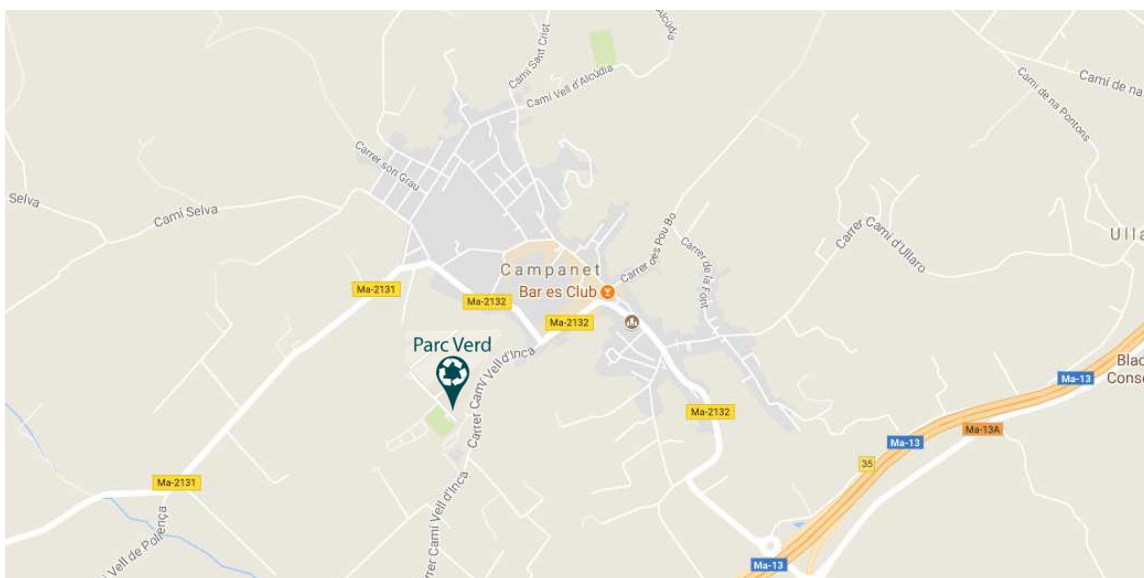 Alcúdia
Camí Sant Crist
Camí Vell d'Alcúdia
Camí de na
Camí de na Pontons
Carrer son Grau
Selva
Camí Selva
Carrer Camí d'Ullaro
Ulla
Carrer des Pou Bo
Carrer de la Font
Campanet
Bar es Club
Ma-2131
Ma-2132
Ma-2132
Parc Verd
Carrer Camí Vell d'Inca
Blac
Conse
Ma-13
Ma-2132
Ma-13A
Ma-13
35
Ma-2131
Carrer Camí Vell d'Inca
Vell de Pollença
Ma-13